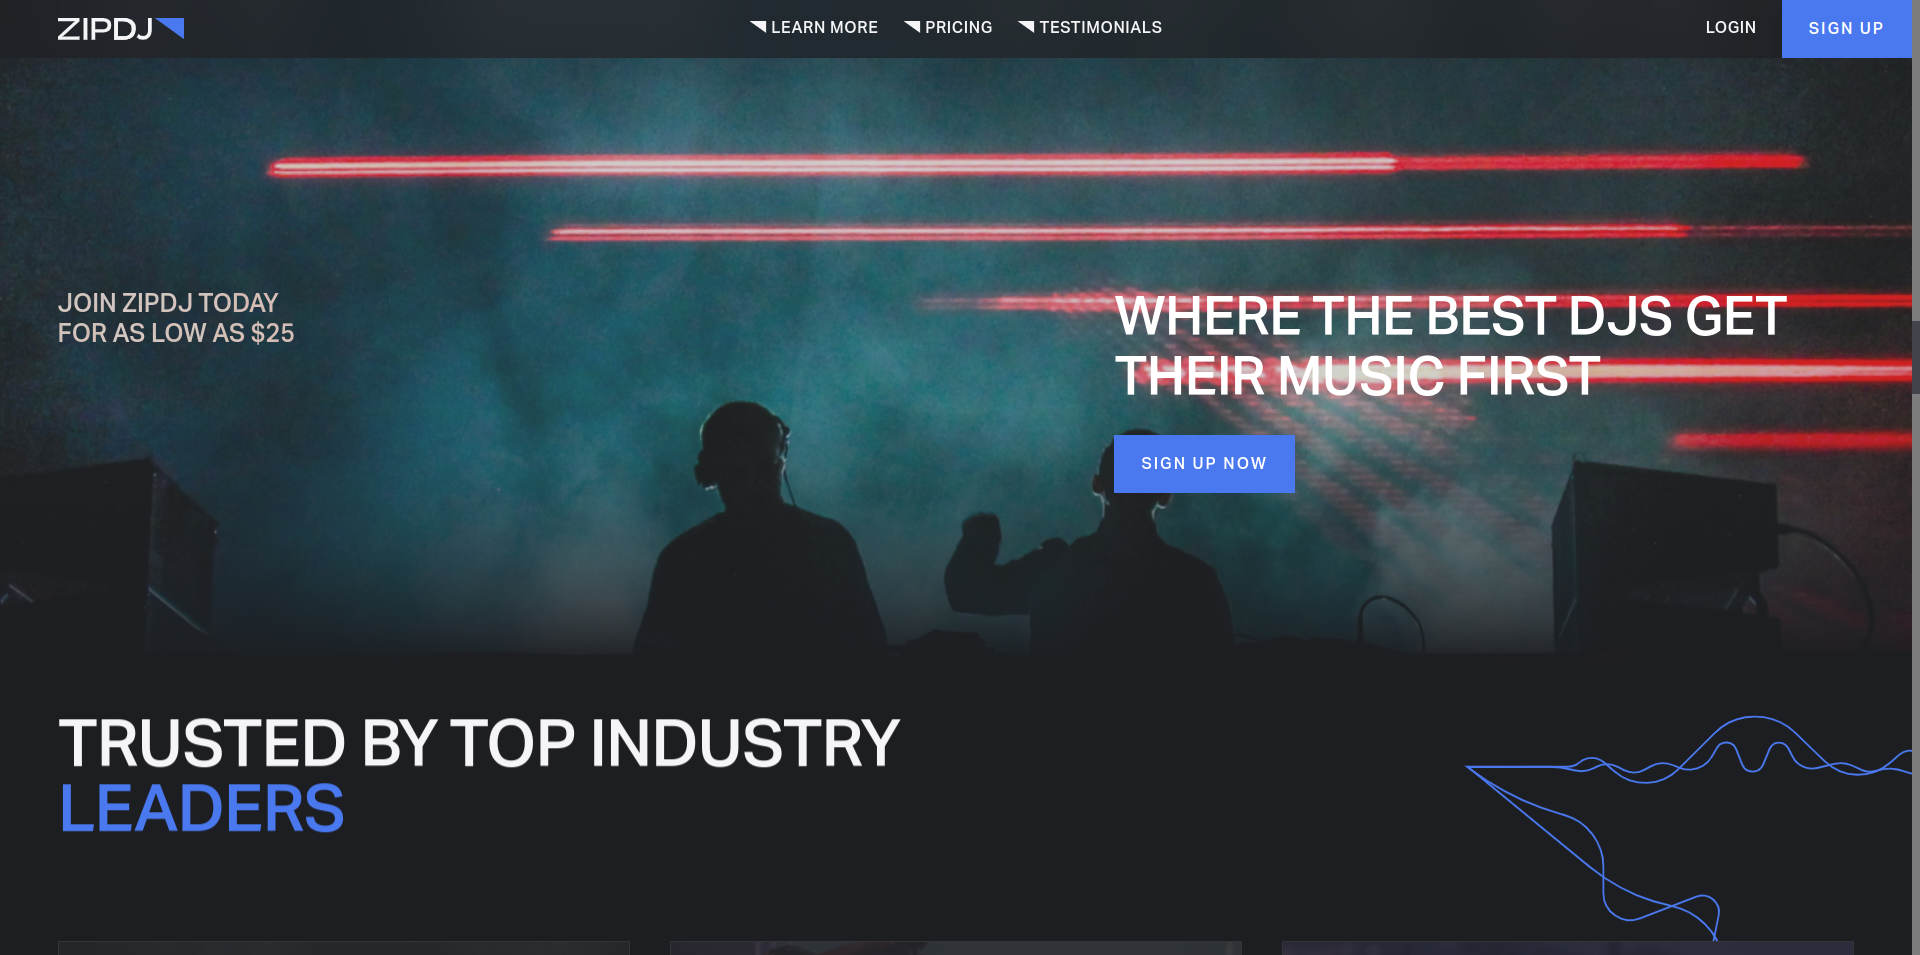 ZIPDJ
LEARN MORE
PRICING
TESTIMONIALS
LOGIN
SIGN UP
JOIN ZIPDJ TODAY
FOR AS LOW AS $25
WHERE THE BEST DJS GET
THEIR MUSIC FIRST
SIGN UP NOW
TRUSTED BY TOP INDUSTRY
LEADERS